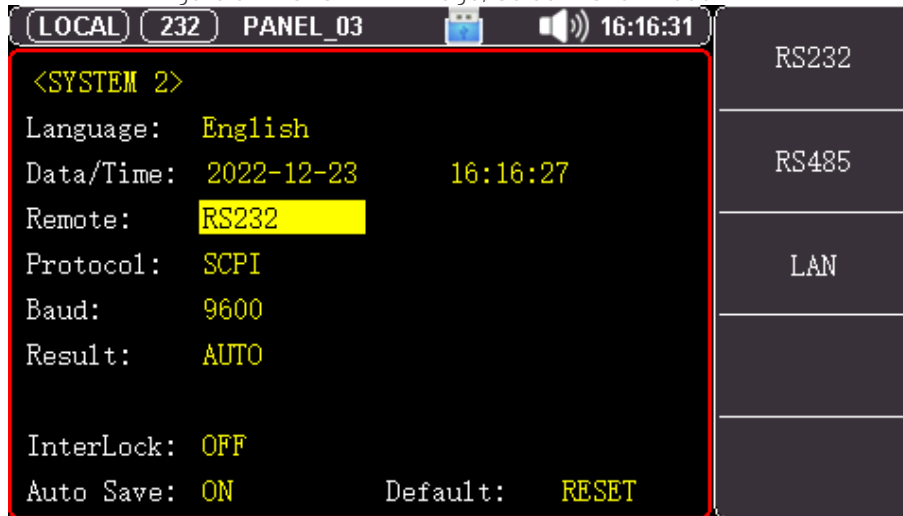 (LOCAL) (232) PANEL_03 16:16:31
<SYSTEM 2>
Language: English
Data/Time: 2022-12-23 16:16:27
Remote: RS232
Protocol: SCPI
Baud: 9600
Result: AUTO
InterLock: OFF
Auto Save: ON Default: RESET
RS232
RS485
LAN